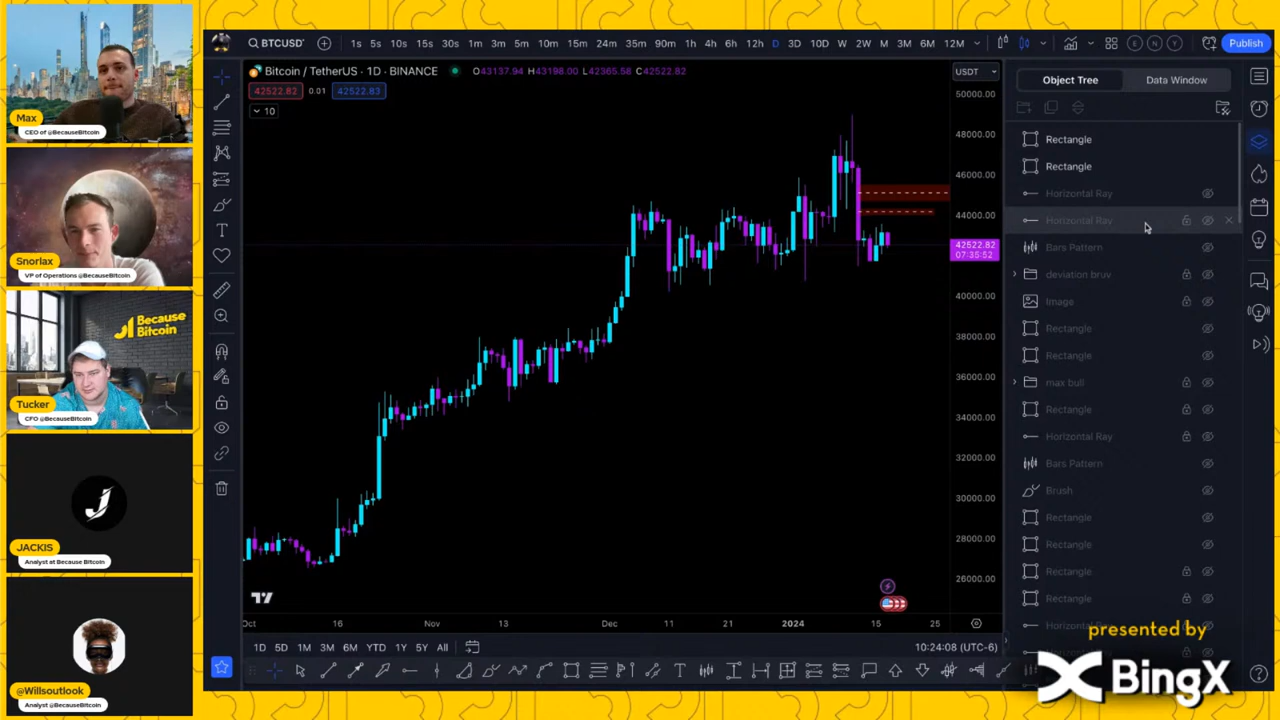 Max
CEO of @BecauseBitcoin
Snorlax
VP of Operations @BecauseBitcoin
Because
Bitcoin
Tucker
CFO @BecauseBitcoin
JACKIS
Analyst at Because Bitcoin
@Willsoutlook
Analyst @BecauseBitcoin
BTCUSD 1s 5s 10s 15s 30s 1m 3m 5m 10m 15m 24m 35m 90m 1h 4h 6h 12h D 3D 10D W 2W M 3M 6M 12M E N Y Publish
Bitcoin / TetherUS · 1D · BINANCE O43137.94 H43198.00 L42365.58 C42522.82
42522.82 0.01 42522.83
10
USDT
50000.00
48000.00
46000.00
44000.00
42522.82
07:35:52
40000.00
38000.00
36000.00
34000.00
32000.00
30000.00
28000.00
26000.00
Oct 16 Nov 13 Dec 11 21 2024 15 25
1D 5D 1M 3M 6M YTD 1Y 5Y All
10:24:08 (UTC-6)
Object Tree Data Window
Rectangle
Rectangle
Horizontal Ray
Horizontal Ray
Bars Pattern
deviation bruv
Image
Rectangle
Rectangle
max bull
Rectangle
Horizontal Ray
Bars Pattern
Brush
Rectangle
Rectangle
Rectangle
Rectangle
Horizontal Ray
presented by
BingX